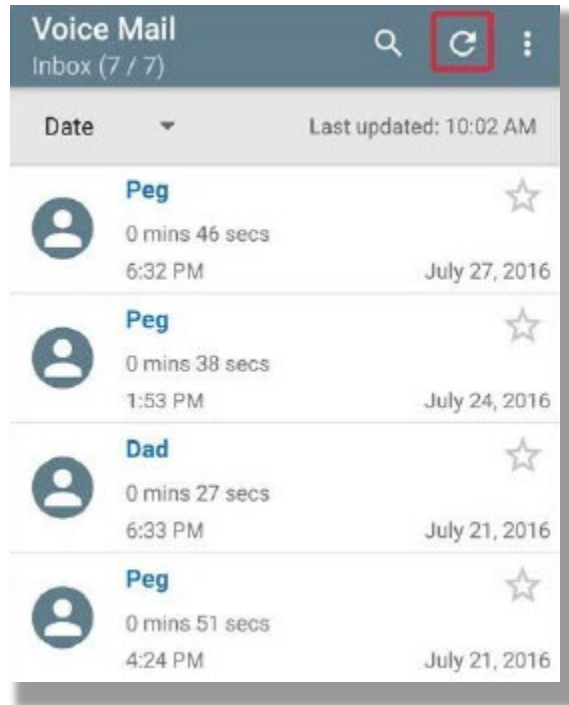 Voice Mail
Inbox (7 / 7)
Date Last updated: 10:02 AM
Peg
0 mins 46 secs
6:32 PM July 27, 2016
Peg
0 mins 38 secs
1:53 PM July 24, 2016
Dad
0 mins 27 secs
6:33 PM July 21, 2016
Peg
0 mins 51 secs
4:24 PM July 21, 2016